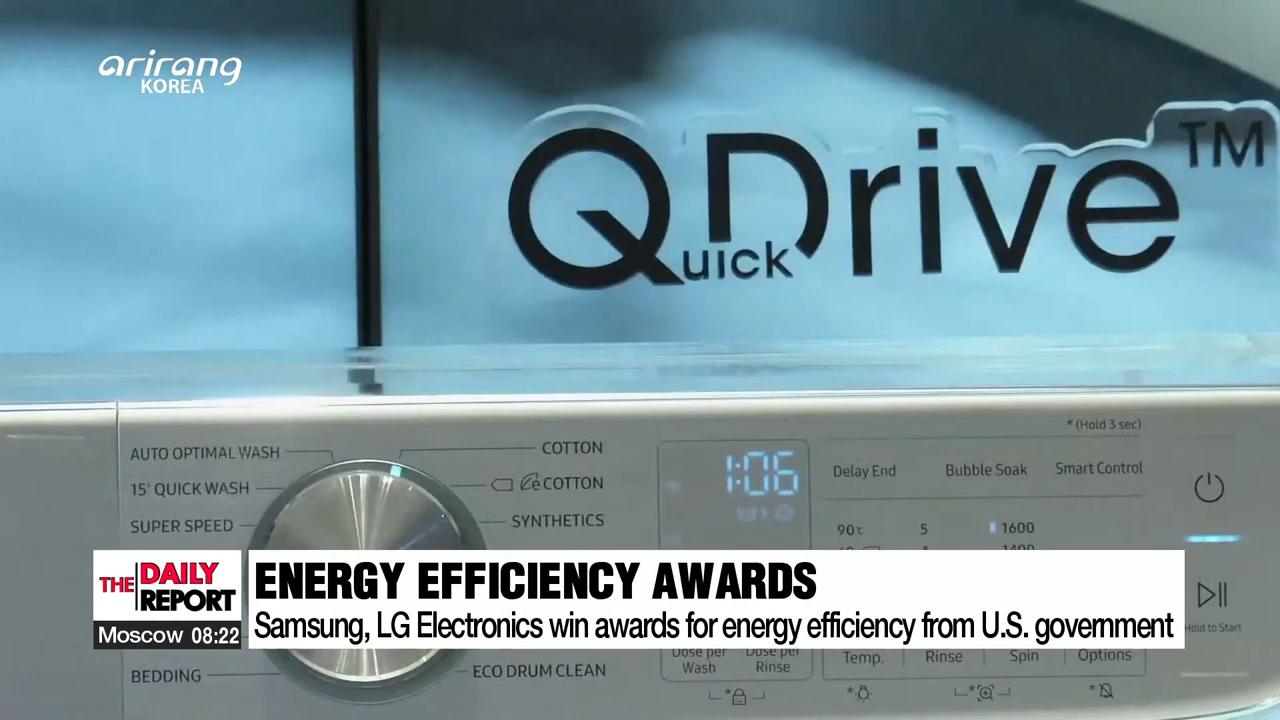 arirang
KOREA
QuickDrive™
* (Hold 3 sec)
AUTO OPTIMAL WASH
COTTON
15' QUICK WASH
e COTTON
SUPER SPEED
SYNTHETICS
1:06
Delay End
Bubble Soak
Smart Control
90℃
5
1600
THE DAILY REPORT
ENERGY EFFICIENCY AWARDS
Samsung, LG Electronics win awards for energy efficiency from U.S. government
Moscow 08:22
Hold to Start
Dose per Wash
Dose per Rinse
Temp.
Rinse
Spin
Options
BEDDING
ECO DRUM CLEAN